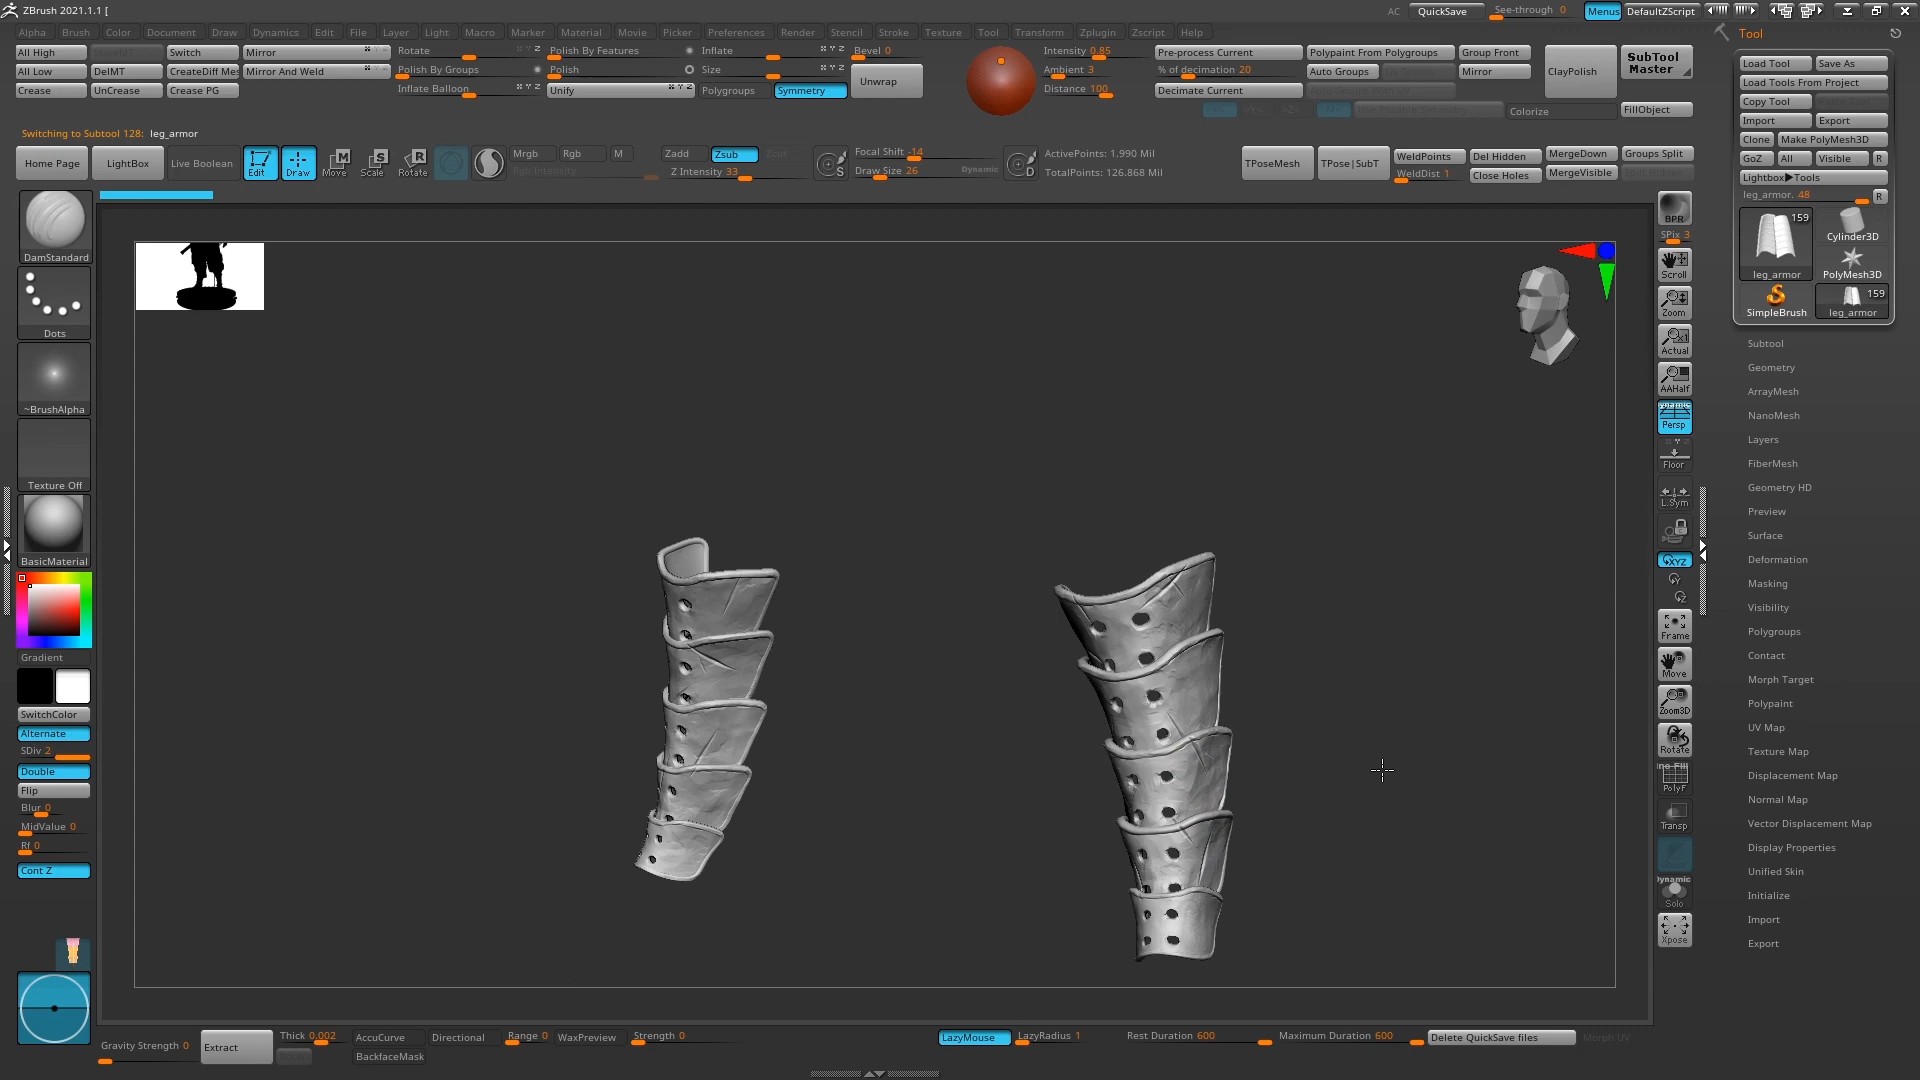 ZBrush 2021.1.1 [
AC QuickSave See-through 0 Menus DefaultZScript
Alpha Brush Color Document Draw Dynamics Edit File Layer Light Macro Marker Material Movie Picker Preferences Render Stencil Stroke Texture Tool Transform Zplugin Zscript Help
All High Switch Mirror Rotate Polish By Features Inflate Bevel 0 Intensity 0.85 Pre-process Current Polypaint From Polygroups Group Front
All Low DelMT CreateDiff Mes Mirror And Weld Polish By Groups Polish Size Unwrap Ambient 3 % of decimation 20 Auto Groups Mirror ClayPolish SubTool Master
Crease UnCrease Crease PG Inflate Balloon Unify Polygroups Symmetry Distance 100 Decimate Current
Colorize FillObject
Switching to Subtool 128: leg_armor
Home Page LightBox Live Boolean Edit Draw Move Scale Rotate Mrgb Rgb M Zadd Zsub Zcut Focal Shift -14 ActivePoints: 1,990 Mil
Rgb Intensity Z Intensity 33 Draw Size 26 Dynamic TotalPoints: 126.868 Mil
TPoseMesh TPose|SubT WeldPoints Del Hidden MergeDown Groups Split
WeldDist 1 Close Holes MergeVisible
DamStandard
Dots
~BrushAlpha
Texture Off
BasicMaterial
Gradient
SwitchColor
Alternate
SDiv 2
Double
Flip
Blur 0
MidValue 0
Rf 0
Cont Z
BPR
SPix 3
Scroll
Zoom
Actual
AAHalf
Persp
Floor
L.Sym
XYZ
Frame
Move
Zoom3D
Rotate
PolyF
Transp
Dynamic
Solo
Xpose
Tool
Load Tool Save As
Load Tools From Project
Copy Tool
Import Export
Clone Make PolyMesh3D
GoZ All Visible R
Lightbox▶Tools
leg_armor. 48 R
159
leg_armor Cylinder3D
PolyMesh3D
SimpleBrush 159 leg_armor
Subtool
Geometry
ArrayMesh
NanoMesh
Layers
FiberMesh
Geometry HD
Preview
Surface
Deformation
Masking
Visibility
Polygroups
Contact
Morph Target
Polypaint
UV Map
Texture Map
Displacement Map
Normal Map
Vector Displacement Map
Display Properties
Unified Skin
Initialize
Import
Export
Gravity Strength 0 Extract Thick 0.002 AccuCurve Directional Range 0 WaxPreview Strength 0 LazyMouse LazyRadius 1 Rest Duration 600 Maximum Duration 600 Delete QuickSave files Morph UV
BackfaceMask